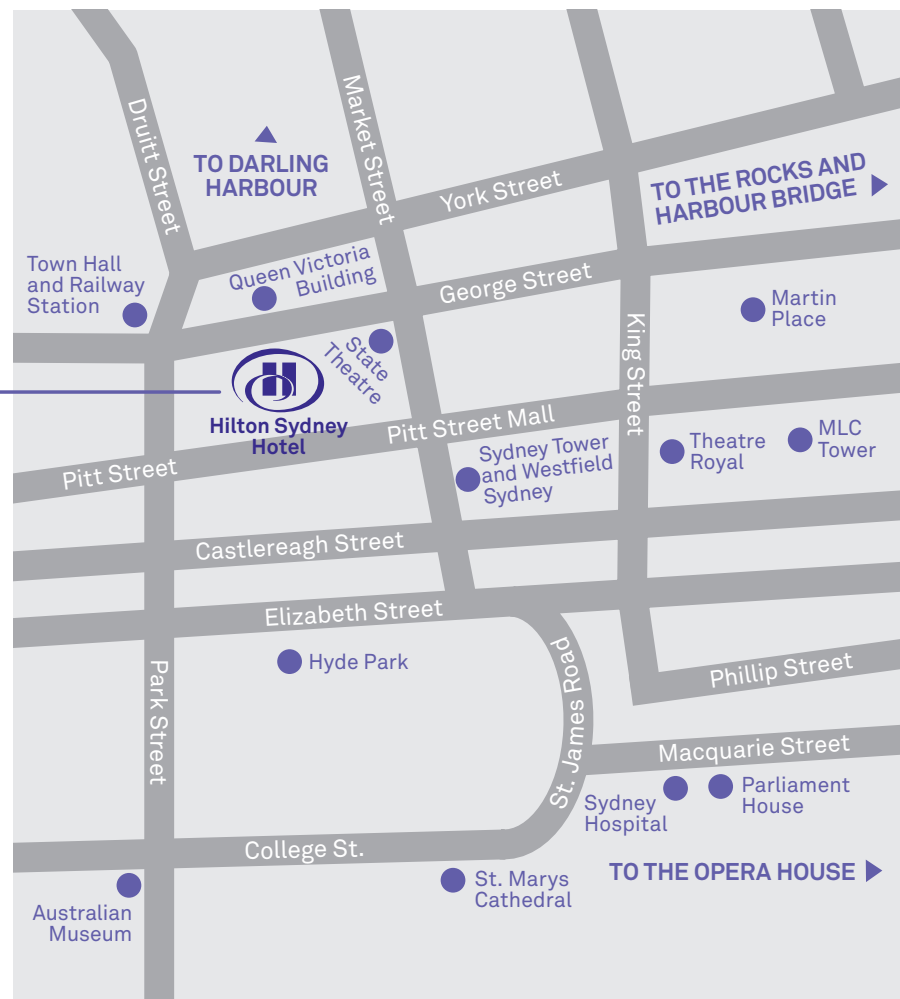 Druitt Street
Market Street
TO DARLING
HARBOUR
York Street
TO THE ROCKS AND
HARBOUR BRIDGE
Town Hall
and Railway
Station
Queen Victoria
Building
George Street
Martin
Place
State
Theatre
King Street
H
Hilton Sydney
Hotel
Pitt Street Mall
Pitt Street
Sydney Tower
and Westfield
Sydney
Theatre
Royal
MLC
Tower
Castlereagh Street
Elizabeth Street
Hyde Park
Park Street
St. James Road
Phillip Street
Macquarie Street
Sydney
Hospital
Parliament
House
College St.
TO THE OPERA HOUSE
St. Marys
Cathedral
Australian
Museum